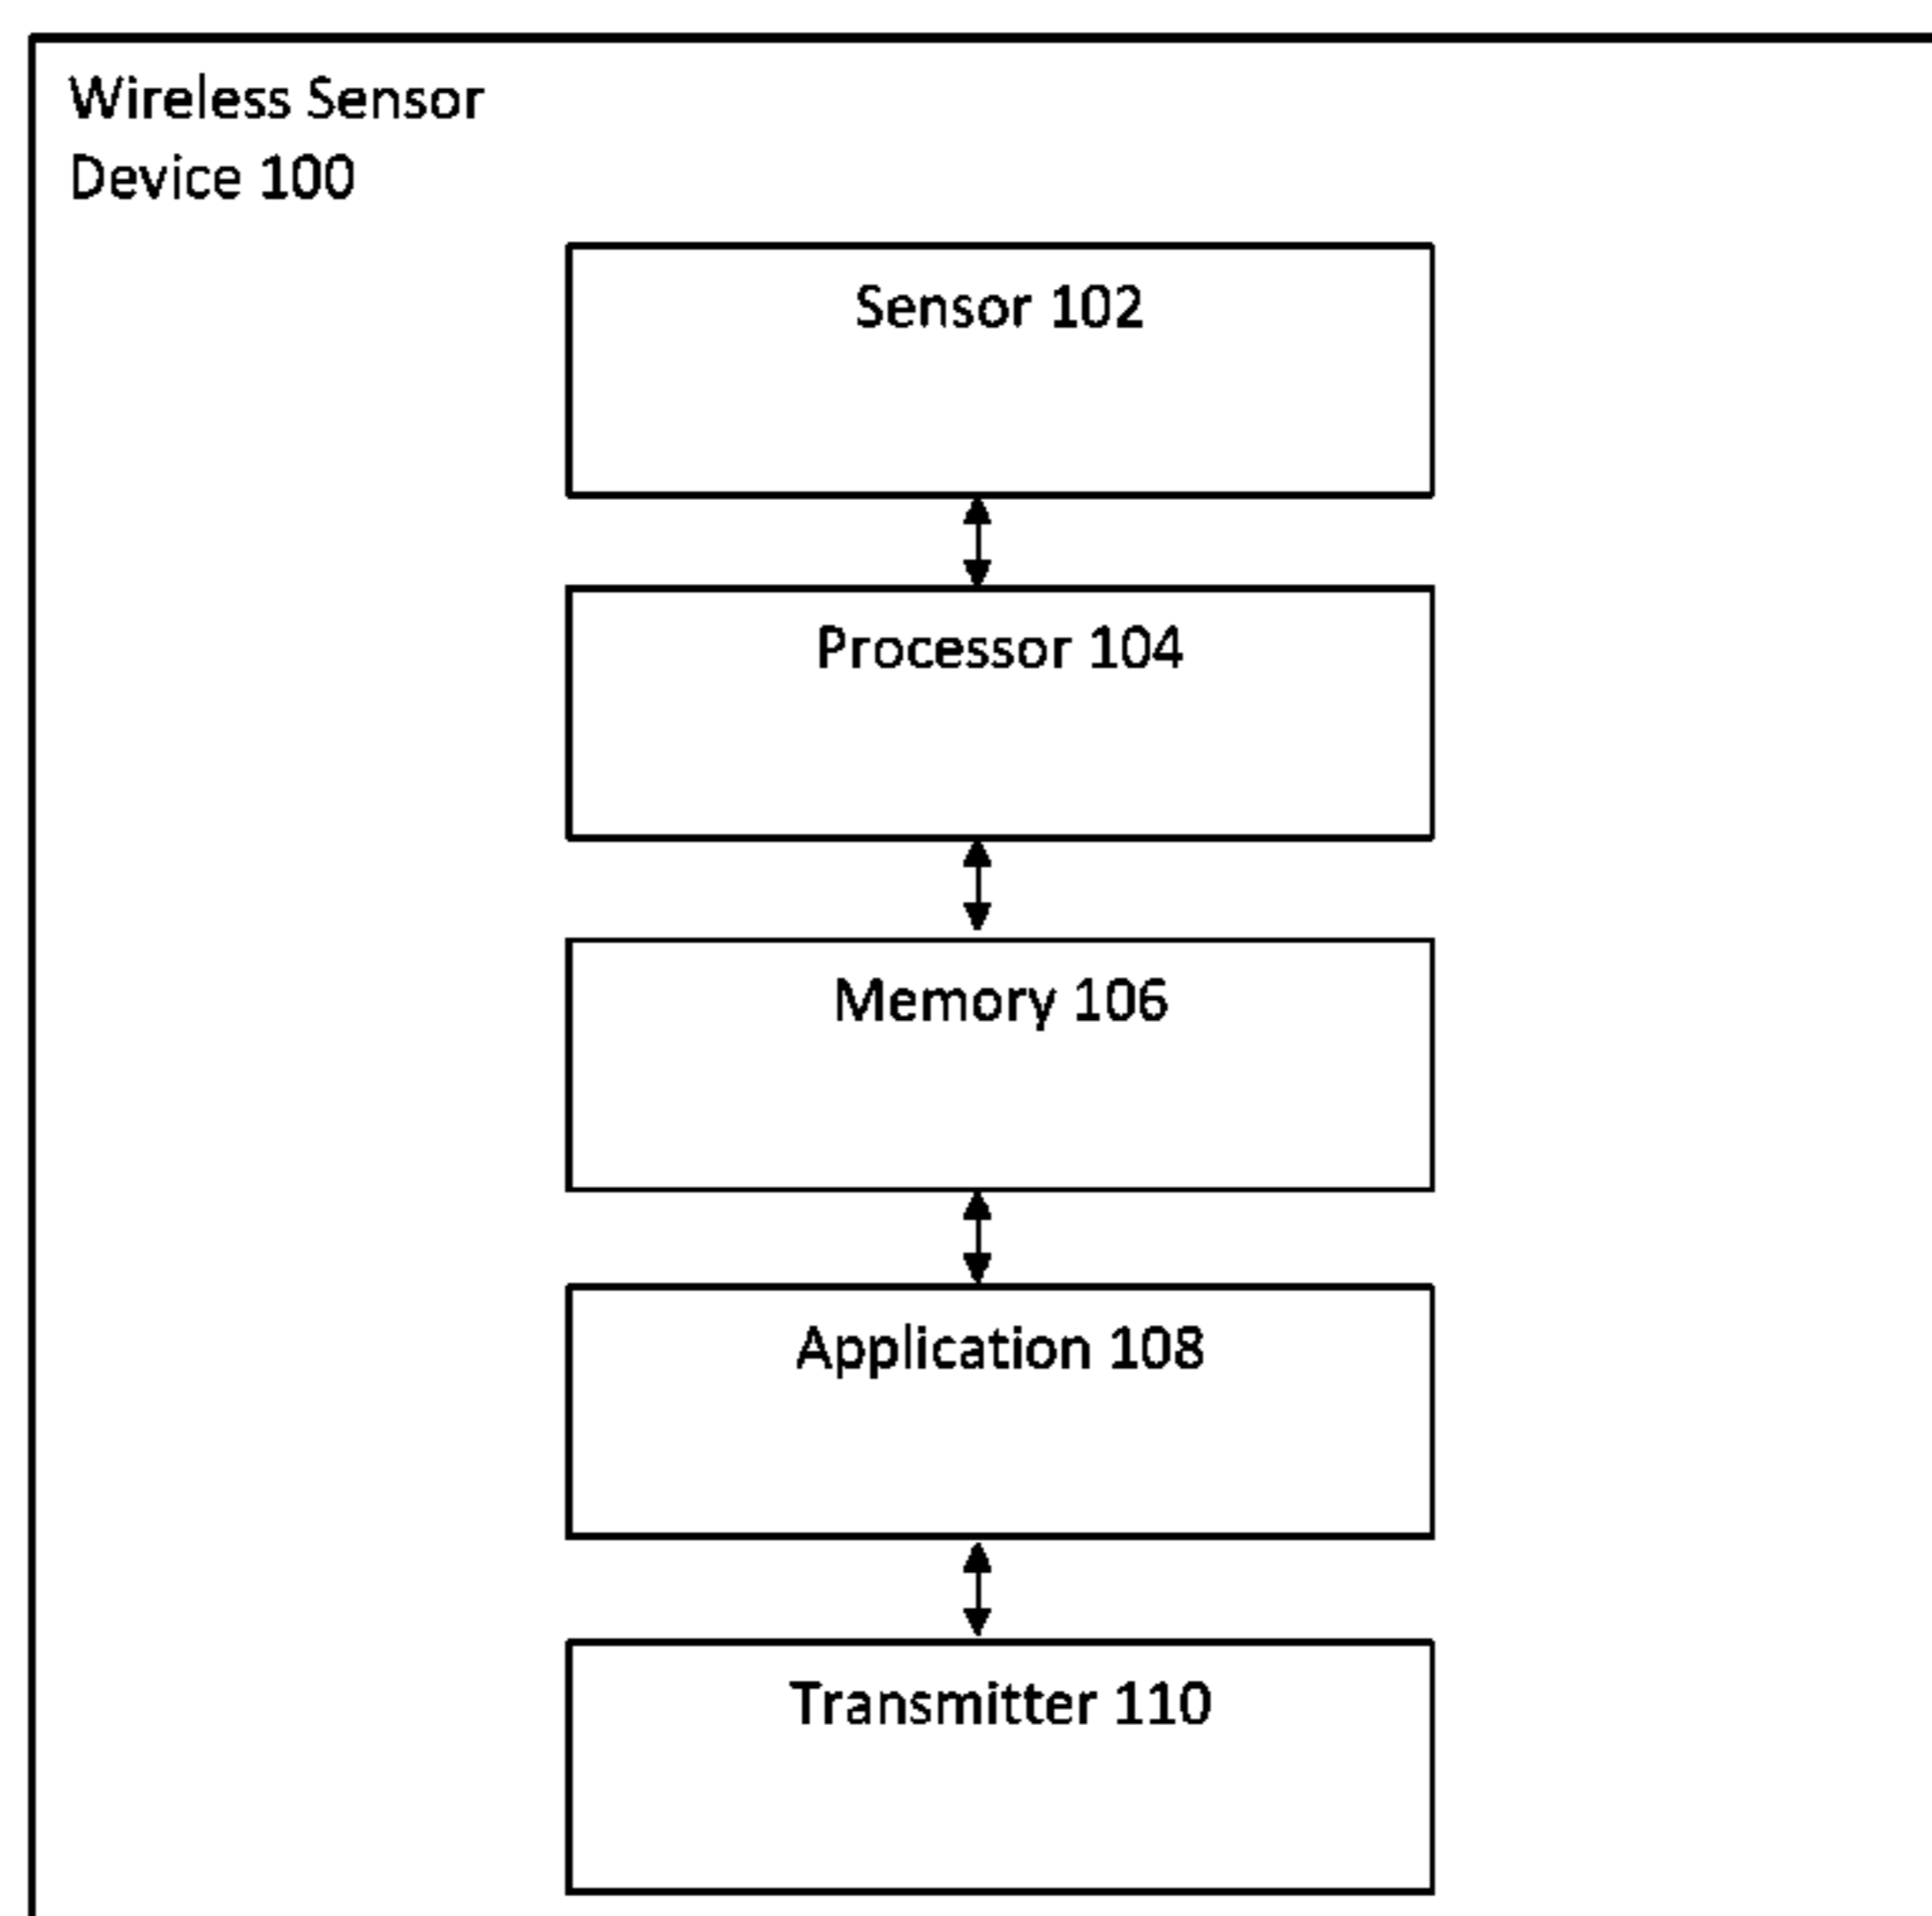 Wireless Sensor
Device 100
Sensor 102
Processor 104
Memory 106
Application 108
Transmitter 110